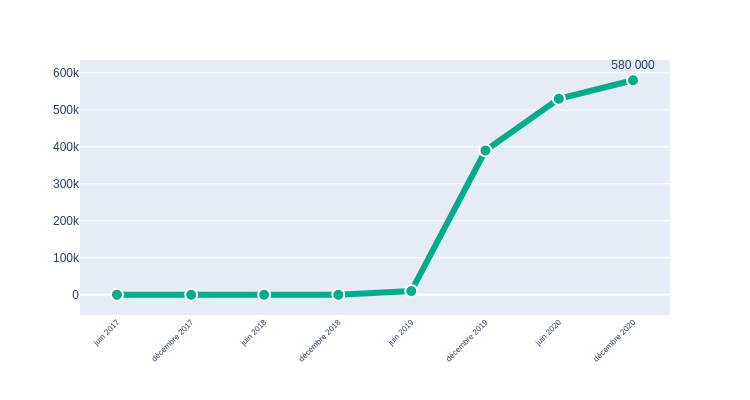 580 000
600k
500k
400k
300k
200k
100k
0
juin 2017
décembre 2017
juin 2018
décembre 2018
juin 2019
décembre 2019
juin 2020
décembre 2020